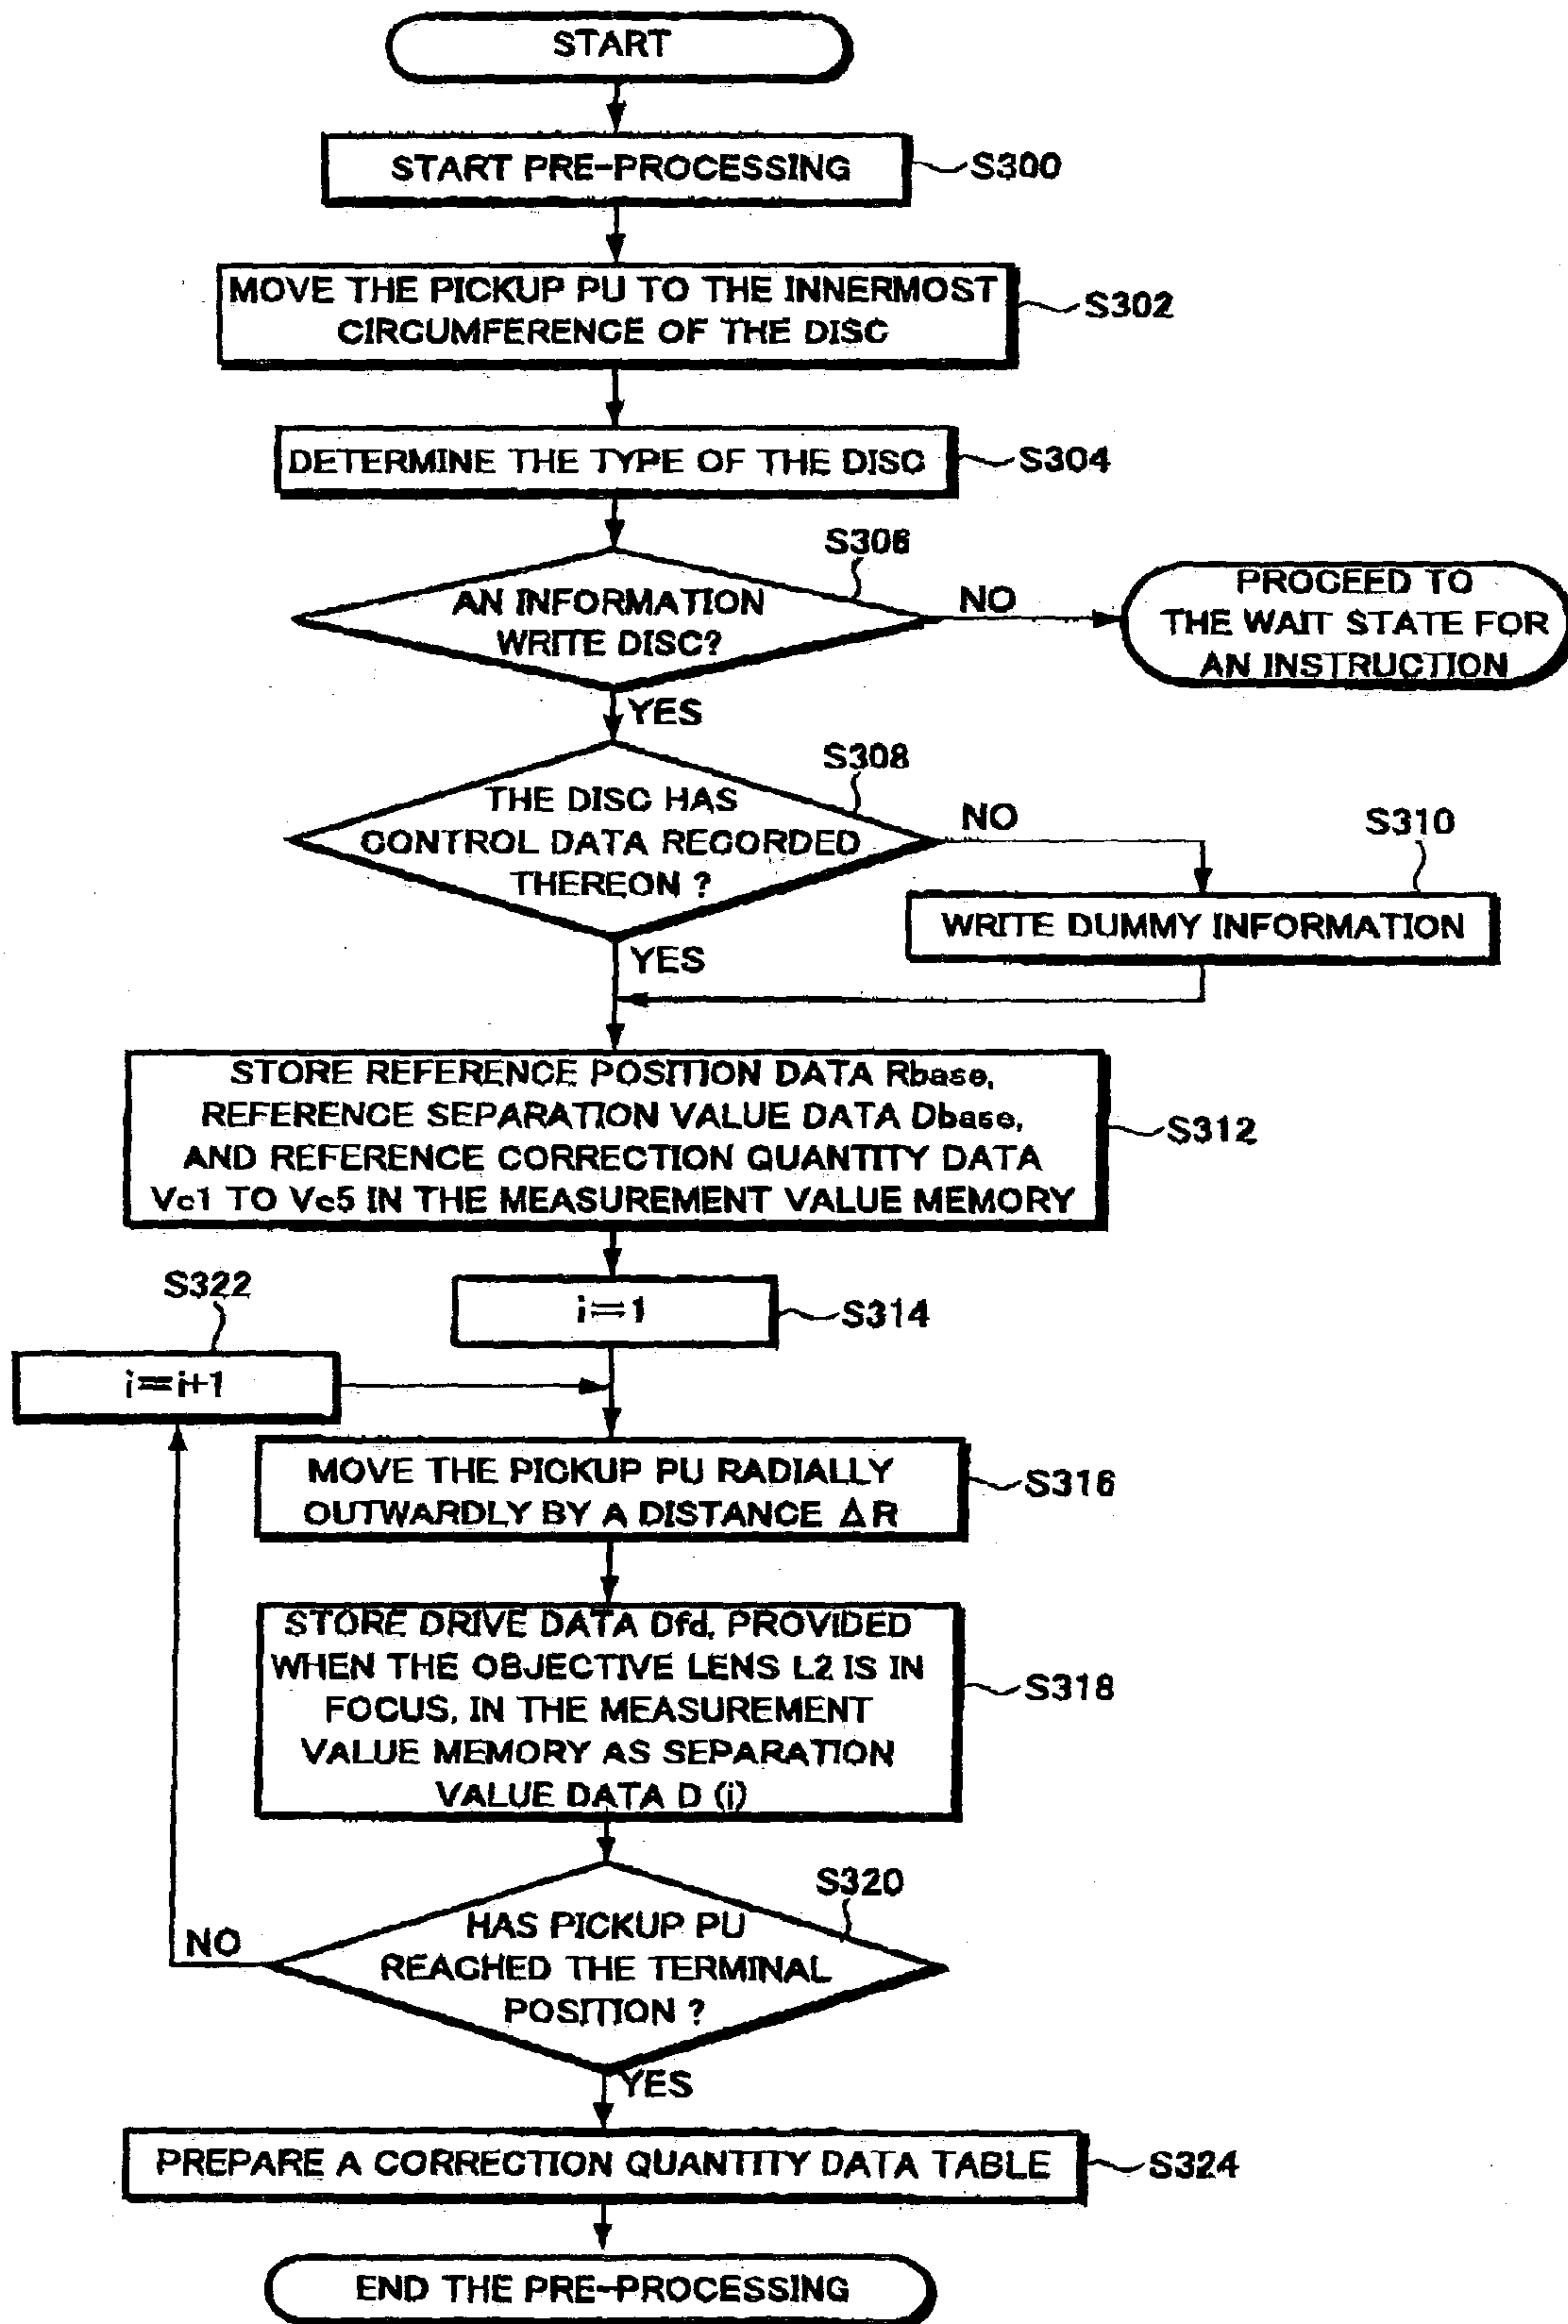 START
START PRE-PROCESSING
S300
MOVE THE PICKUP PU TO THE INNERMOST
CIRCUMFERENCE OF THE DISC
S302
DETERMINE THE TYPE OF THE DISC
S304
S306
AN INFORMATION
WRITE DISC?
NO
PROCEED TO
THE WAIT STATE FOR
AN INSTRUCTION
YES
S308
THE DISC HAS
CONTROL DATA RECORDED
THEREON ?
NO
S310
WRITE DUMMY INFORMATION
YES
STORE REFERENCE POSITION DATA Rbase,
REFERENCE SEPARATION VALUE DATA Dbase,
AND REFERENCE CORRECTION QUANTITY DATA
Vc1 TO Vc5 IN THE MEASUREMENT VALUE MEMORY
S312
S322
i=1
S314
i=i+1
MOVE THE PICKUP PU RADIALLY
OUTWARDLY BY A DISTANCE ΔR
S316
STORE DRIVE DATA Dfd, PROVIDED
WHEN THE OBJECTIVE LENS L2 IS IN
FOCUS, IN THE MEASUREMENT
VALUE MEMORY AS SEPARATION
VALUE DATA D (i)
S318
S320
HAS PICKUP PU
REACHED THE TERMINAL
POSITION ?
NO
YES
PREPARE A CORRECTION QUANTITY DATA TABLE
S324
END THE PRE-PROCESSING